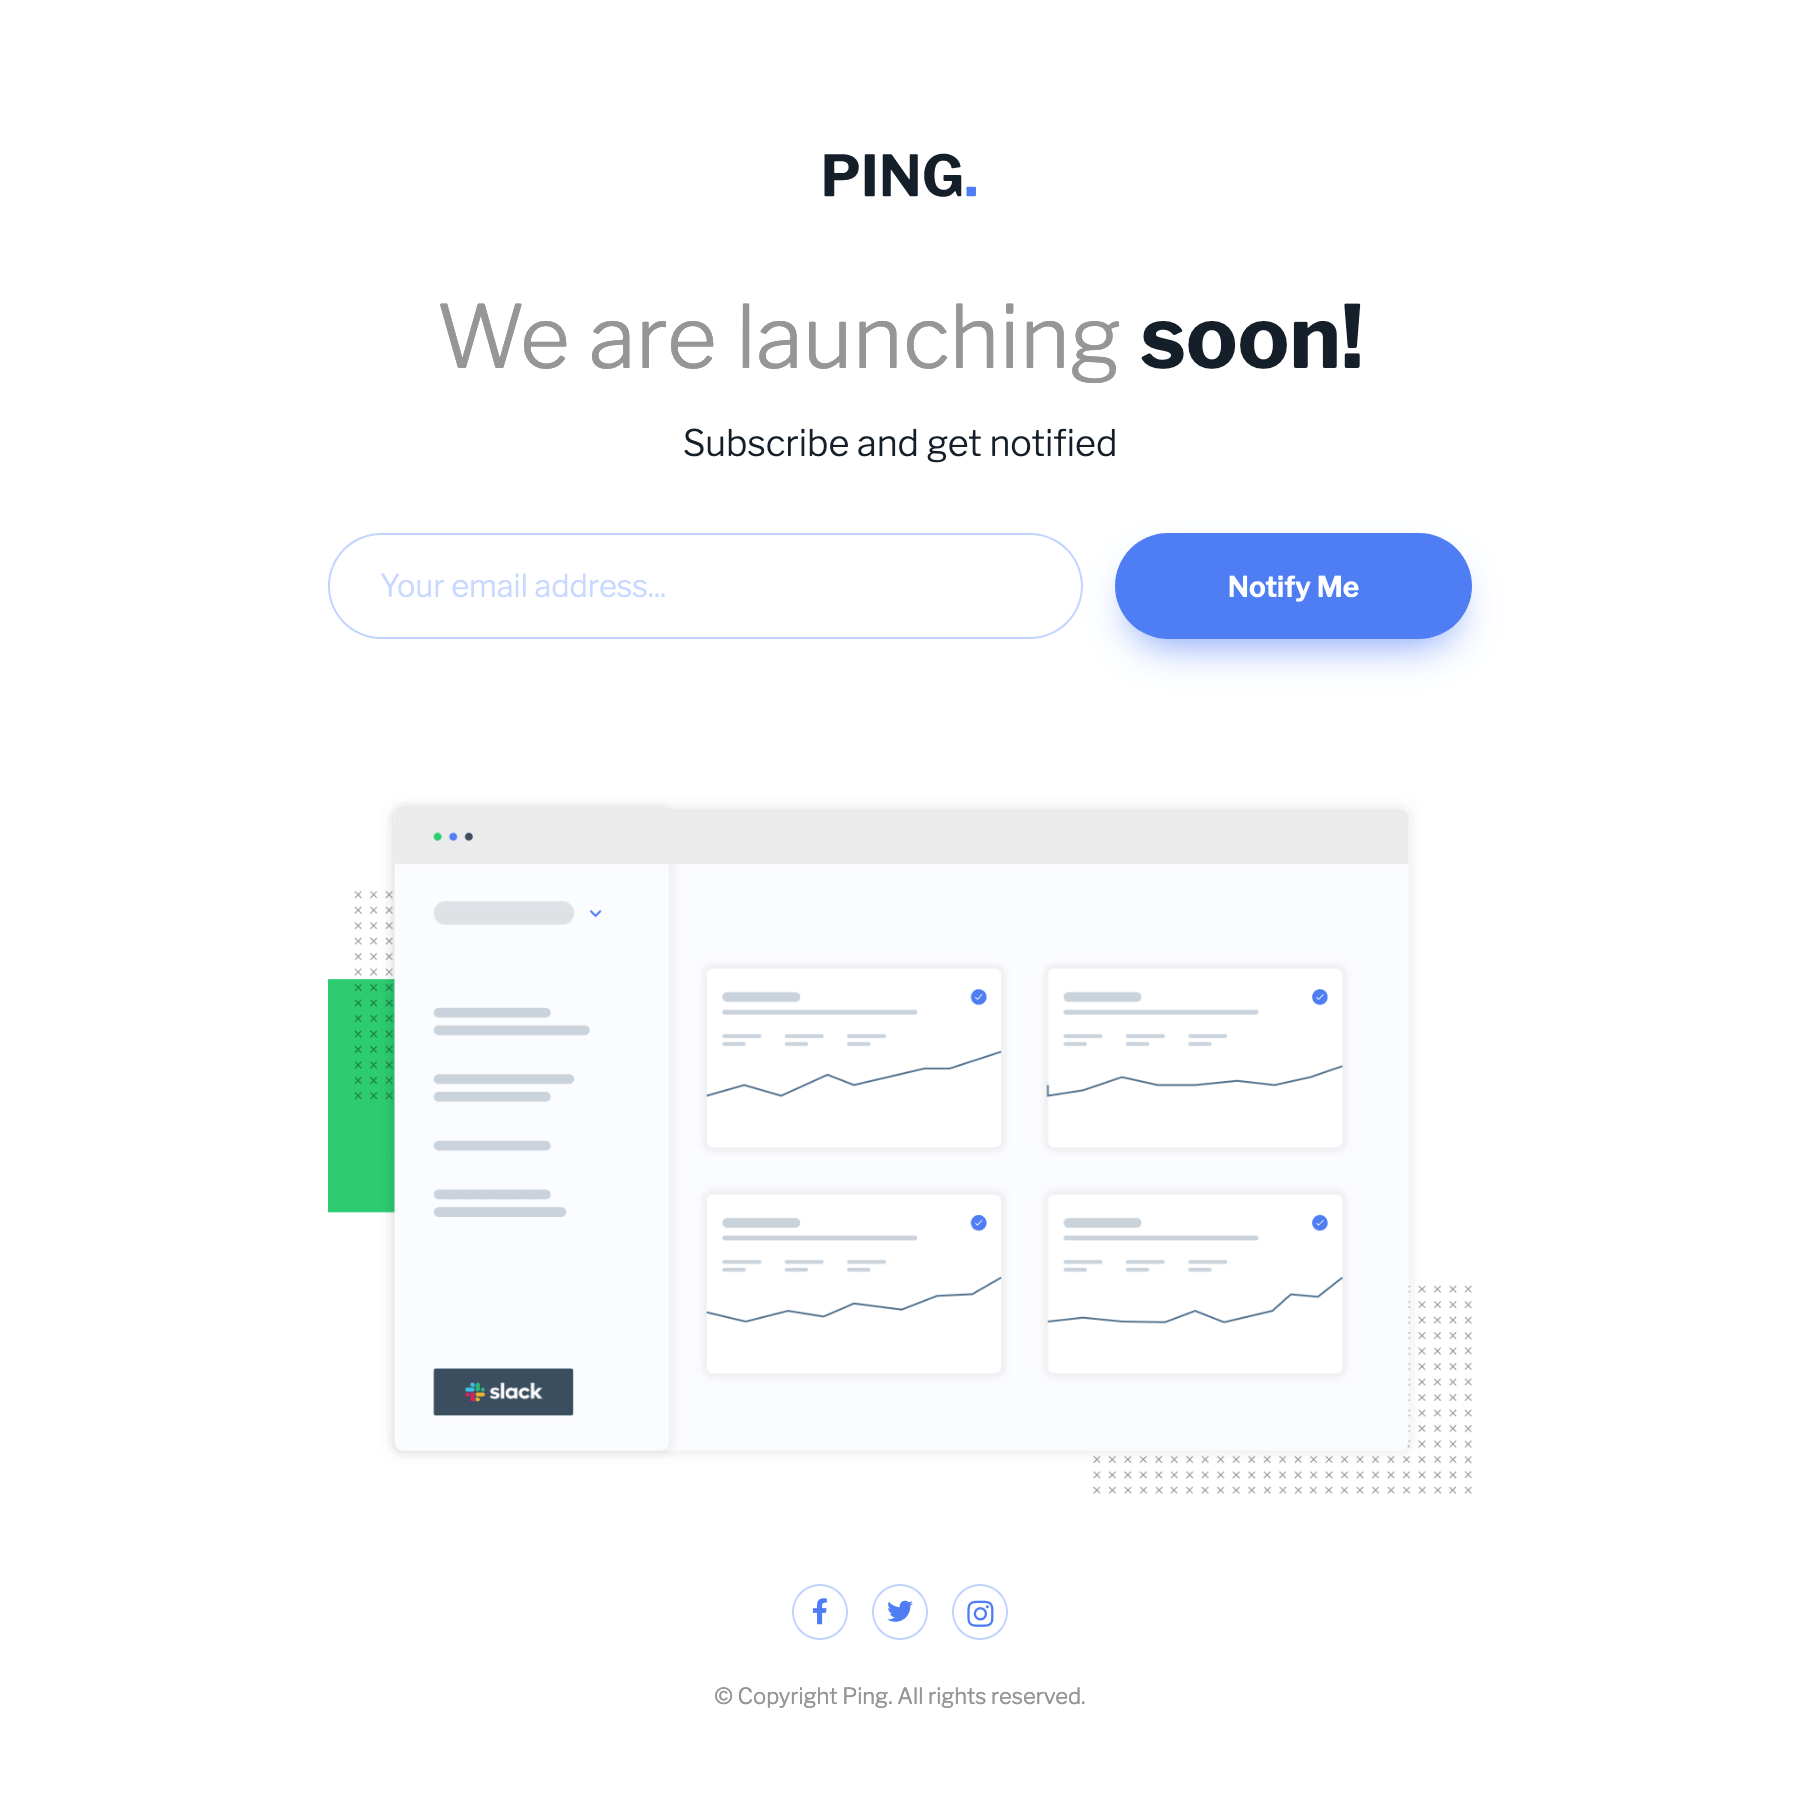 PING.
We are launching soon!
Subscribe and get notified
Your email address...
Notify Me
slack
© Copyright Ping. All rights reserved.